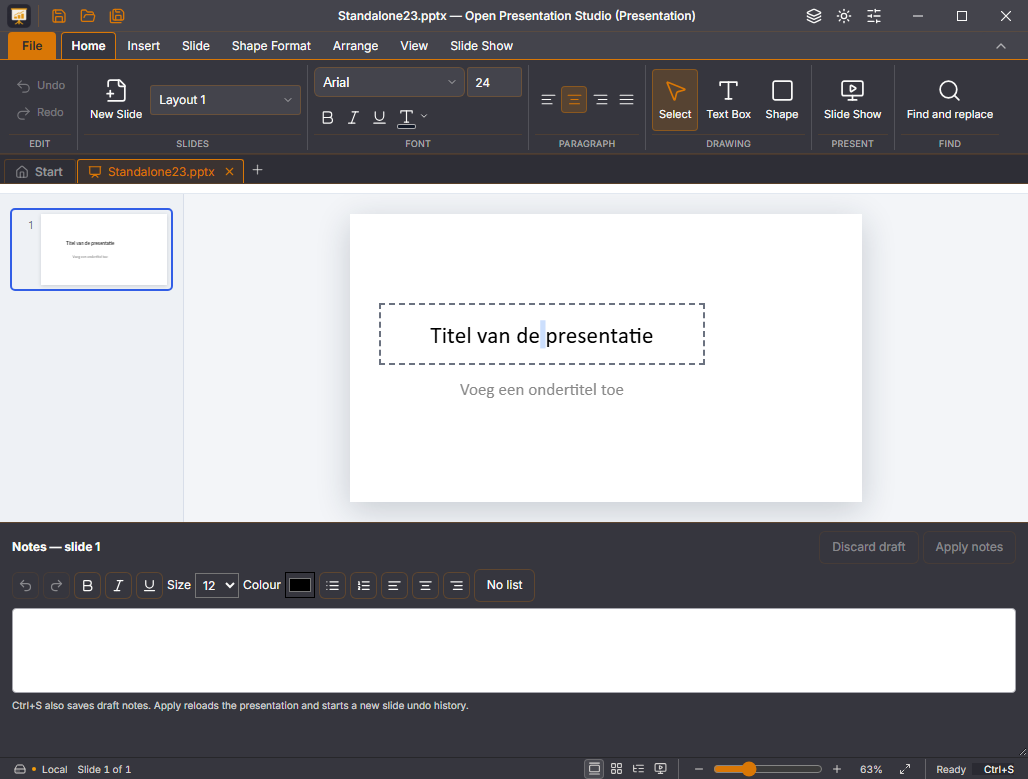 Standalone23.pptx — Open Presentation Studio (Presentation)
File Home Insert Slide Shape Format Arrange View Slide Show
Undo
Redo
New Slide
Layout 1
Arial
24
B I U T
Select
Text Box
Shape
Slide Show
Find and replace
EDIT SLIDES FONT PARAGRAPH DRAWING PRESENT FIND
Start Standalone23.pptx
1
Titel van de presentatie
Voeg een ondertitel toe
Titel van de presentatie
Voeg een ondertitel toe
Notes — slide 1
Discard draft Apply notes
B I U Size 12 Colour No list
Ctrl+S also saves draft notes. Apply reloads the presentation and starts a new slide undo history.
Local Slide 1 of 1 63% Ready Ctrl+S